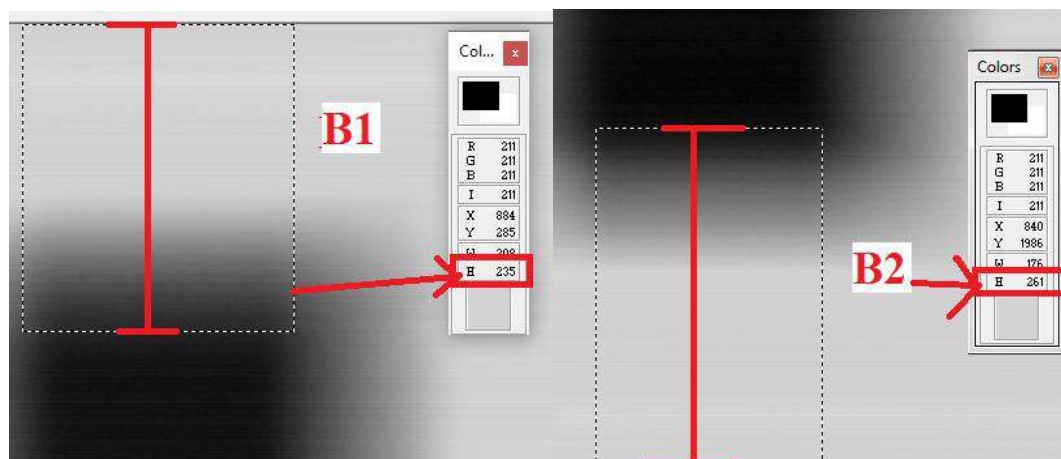 Col... x
R 211
G 211
B 211
I 211
X 884
Y 285
W 208
H 235
B1
Colors x
R 211
G 211
B 211
I 211
X 840
Y 1986
W 176
H 261
B2